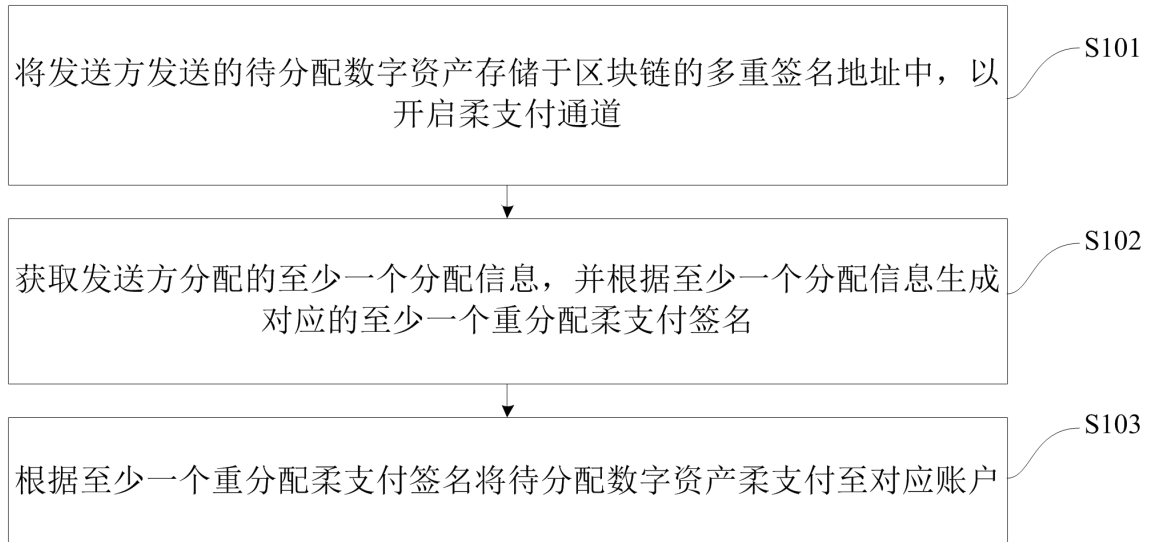 将发送方发送的待分配数字资产存储于区块链的多重签名地址中，以
开启柔支付通道
S101
获取发送方分配的至少一个分配信息，并根据至少一个分配信息生成
对应的至少一个重分配柔支付签名
S102
根据至少一个重分配柔支付签名将待分配数字资产柔支付至对应账户
S103